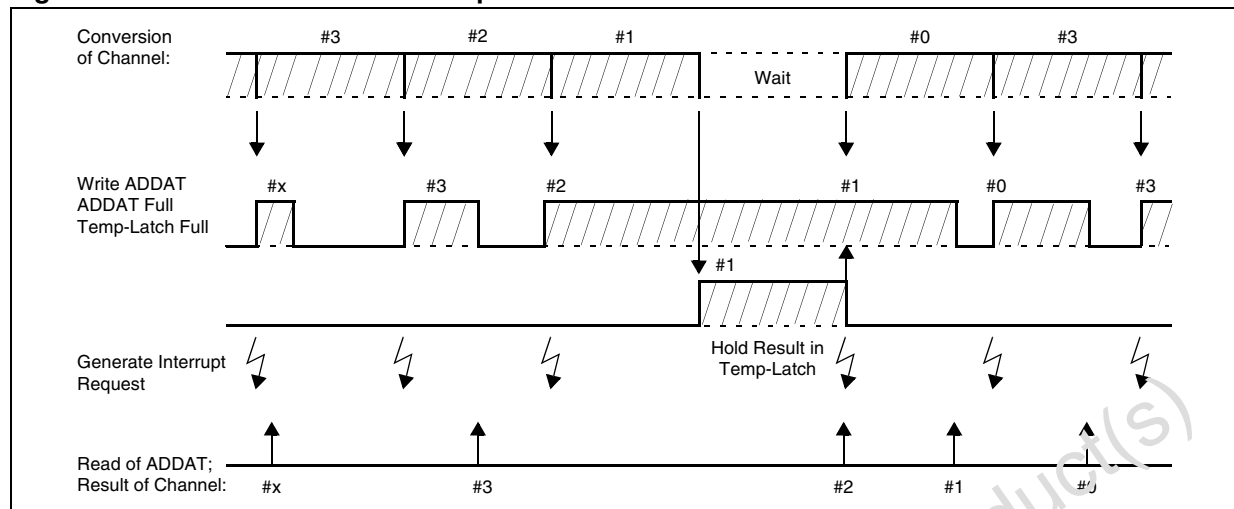 Conversion
of Channel:
#3 #2 #1 #0 #3
Wait
Write ADDAT
ADDAT Full
Temp-Latch Full
#x #3 #2 #1 #0 #3
#1
Generate Interrupt
Request
Hold Result in
Temp-Latch
Read of ADDAT;
Result of Channel:
#x #3 #2 #1 #0
duct(s)